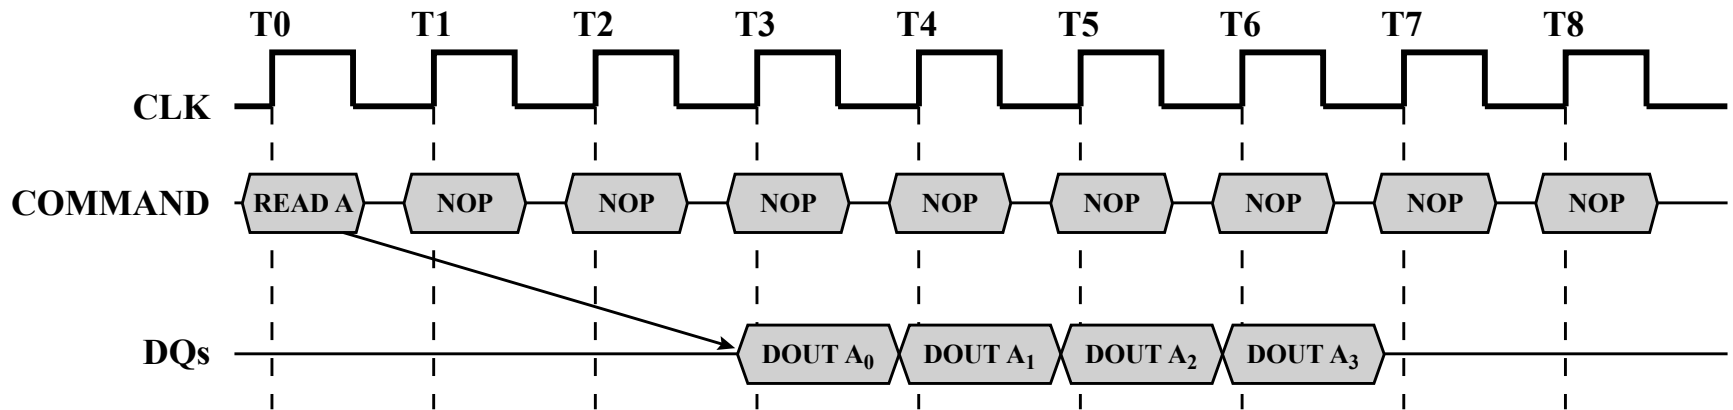 T0 T1 T2 T3 T4 T5 T6 T7 T8
CLK
COMMAND READ A NOP NOP NOP NOP NOP NOP NOP NOP
DQs DOUT A0 DOUT A1 DOUT A2 DOUT A3